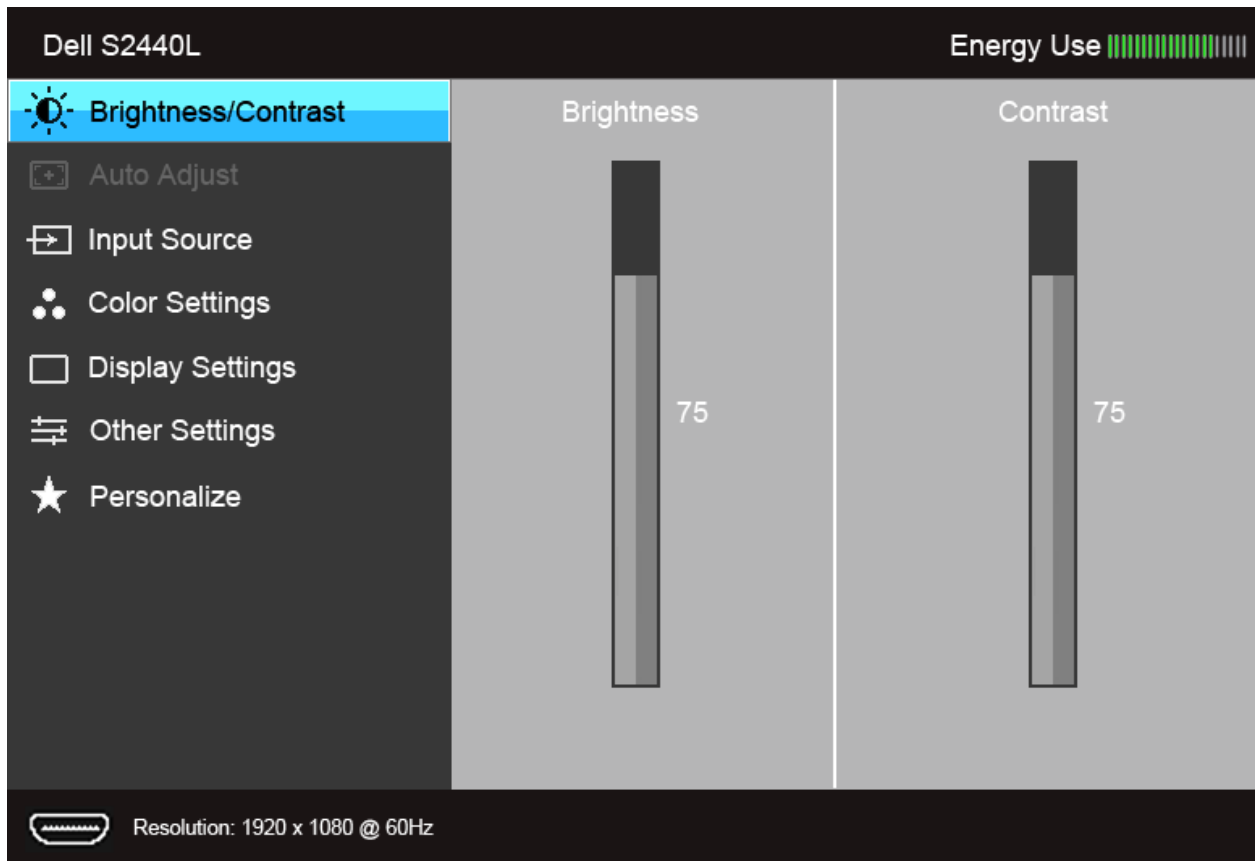 Dell S2440L
Energy Use
Brightness/Contrast
Auto Adjust
Input Source
Color Settings
Display Settings
Other Settings
Personalize
Brightness
75
Contrast
75
Resolution: 1920 x 1080 @ 60Hz